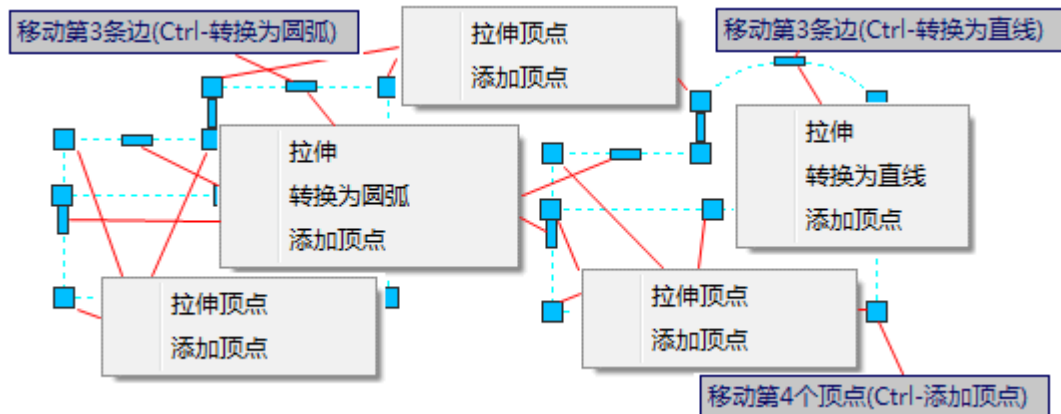 移动第3条边(Ctrl-转换为圆弧)
拉伸顶点
添加顶点
移动第3条边(Ctrl-转换为直线)
拉伸
转换为圆弧
添加顶点
拉伸
转换为直线
添加顶点
拉伸顶点
添加顶点
拉伸顶点
添加顶点
移动第4个顶点(Ctrl-添加顶点)